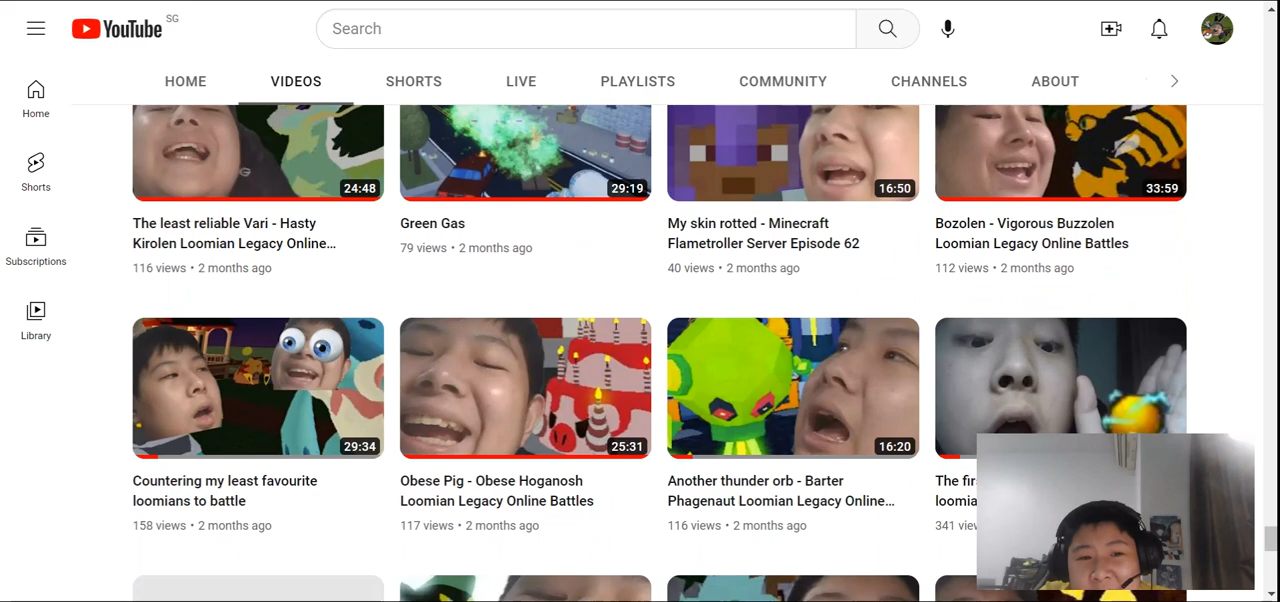 YouTube SG
Search
HOME VIDEOS SHORTS LIVE PLAYLISTS COMMUNITY CHANNELS ABOUT
Home
Shorts
Subscriptions
Library
24:48
29:19
16:50
33:59
The least reliable Vari - Hasty
Kirolen Loomian Legacy Online...
116 views • 2 months ago
Green Gas
79 views • 2 months ago
My skin rotted - Minecraft
Flametroller Server Episode 62
40 views • 2 months ago
Bozolen - Vigorous Buzzolen
Loomian Legacy Online Battles
112 views • 2 months ago
29:34
25:31
16:20
Countering my least favourite
loomians to battle
158 views • 2 months ago
Obese Pig - Obese Hoganosh
Loomian Legacy Online Battles
117 views • 2 months ago
Another thunder orb - Barter
Phagenaut Loomian Legacy Online...
116 views • 2 months ago
The
341